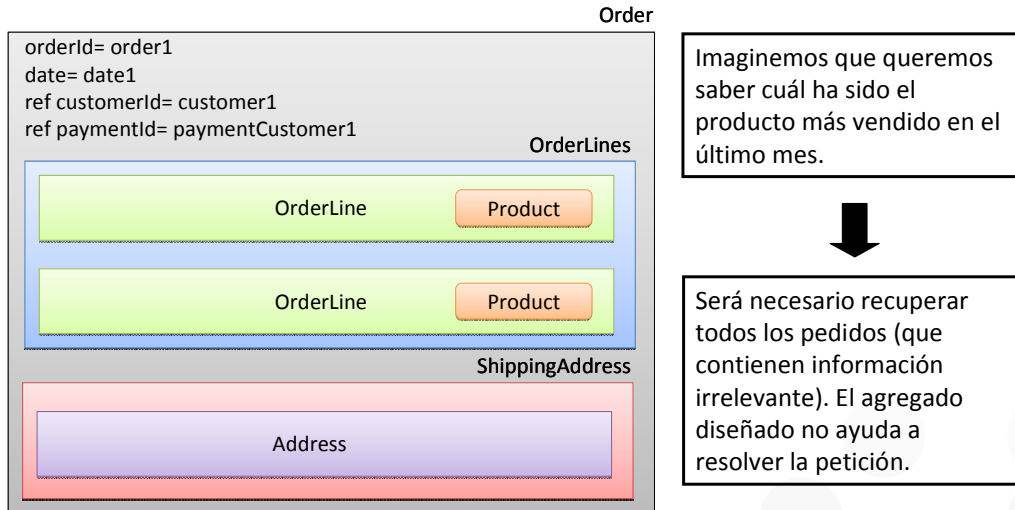 Order
orderId= order1
date= date1
ref customerId= customer1
ref paymentId= paymentCustomer1
OrderLines
OrderLine
Product
OrderLine
Product
ShippingAddress
Address
Imaginemos que queremos
saber cuál ha sido el
producto más vendido en el
último mes.
Será necesario recuperar
todos los pedidos (que
contienen información
irrelevante). El agregado
diseñado no ayuda a
resolver la petición.